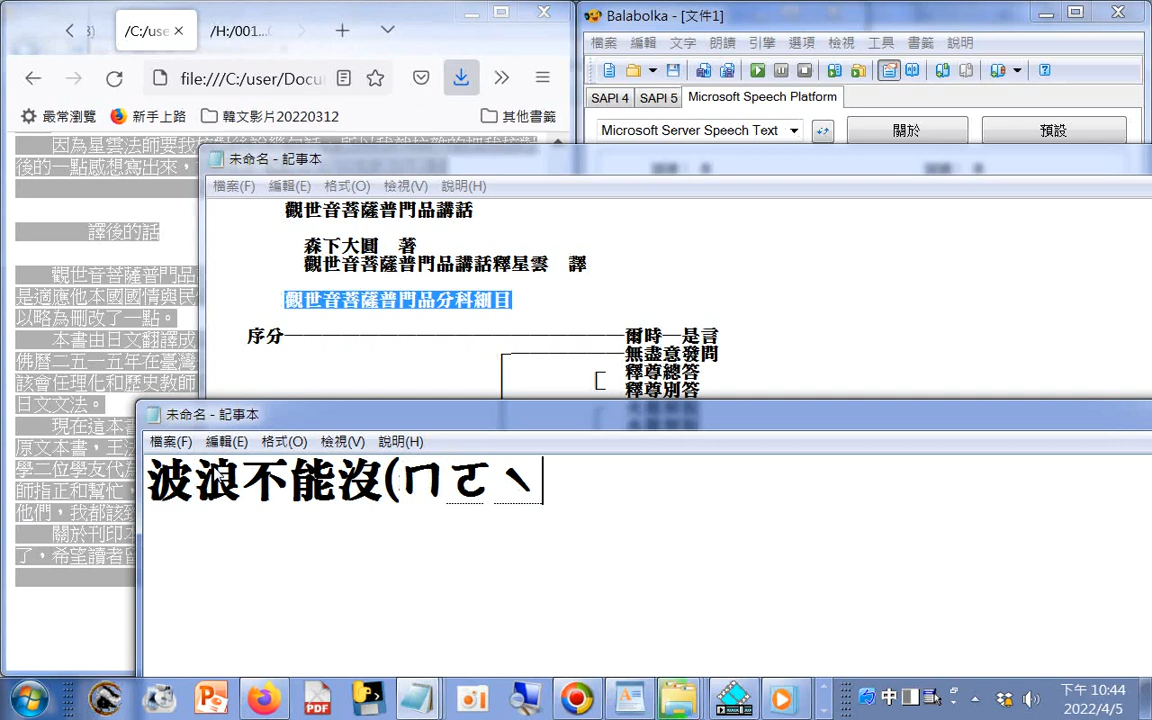 /C:/use
/H:/001...
file:///C:/user/Docu
最常瀏覽
新手上路
韓文影片20220312
其他書籤
後的一點感想寫出來，
譯後的話
觀世音菩薩普門品
是適應他本國國情與民
以略為刪改了一點。
本書由日文翻譯成
佛曆二五一五年在臺灣
該會任理化和歷史教師
日文文法。
現在這本書
原文本書，王法
學二位學友代為
師指正和幫忙，
他們，我都該致
關於刊印本
了，希望讀者留
Balabolka - [文件1]
檔案 編輯 文字 朗讀 引擎 選項 檢視 工具 書籤 說明
SAPI 4 SAPI 5 Microsoft Speech Platform
Microsoft Server Speech Text
關於
預設
未命名 - 記事本
檔案(F) 編輯(E) 格式(O) 檢視(V) 說明(H)
觀世音菩薩普門品講話
森下大圓 著
觀世音菩薩普門品講話釋星雲 譯
觀世音菩薩普門品分科細目
序分────────────爾時─是言
無盡意發問
釋尊總答
釋尊別答
未命名 - 記事本
檔案(F) 編輯(E) 格式(O) 檢視(V) 說明(H)
波浪不能沒(ㄇㄛˋ
中
下午 10:44
2022/4/5